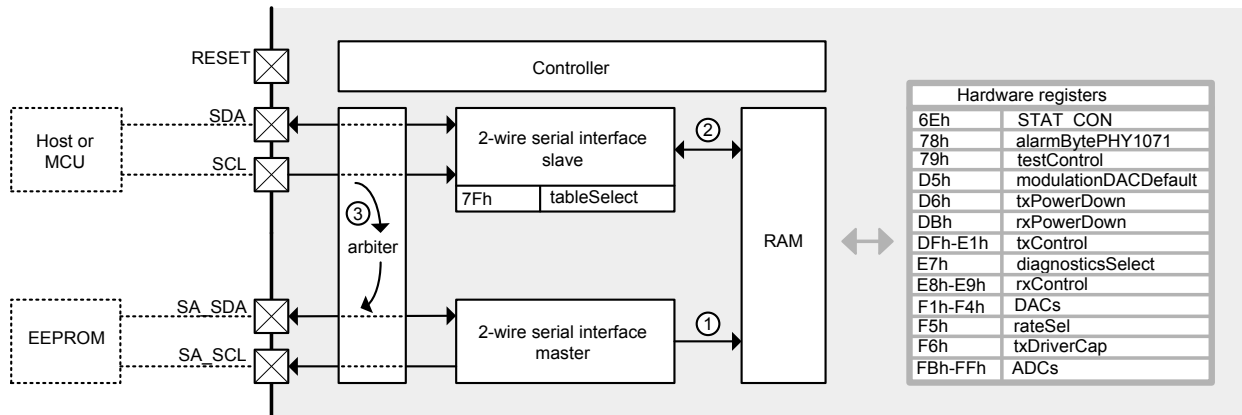 RESET
Controller
SDA
Host or
MCU
SCL
2-wire serial interface
slave
7Fh tableSelect
2
3
arbiter
RAM
SA_SDA
EEPROM
SA_SCL
2-wire serial interface
master
1
Hardware registers
6Eh STAT CON
78h alarmBytePHY1071
79h testControl
D5h modulationDACDefault
D6h txPowerDown
DBh rxPowerDown
DFh-E1h txControl
E7h diagnosticsSelect
E8h-E9h rxControl
F1h-F4h DACs
F5h rateSel
F6h txDriverCap
FBh-FFh ADCs